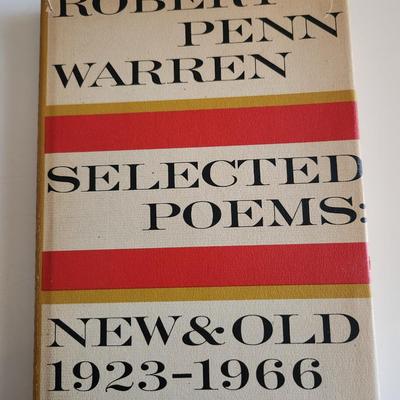 ROBERT
PENN
WARREN
SELECTED
POEMS:
NEW & OLD
1923-1966